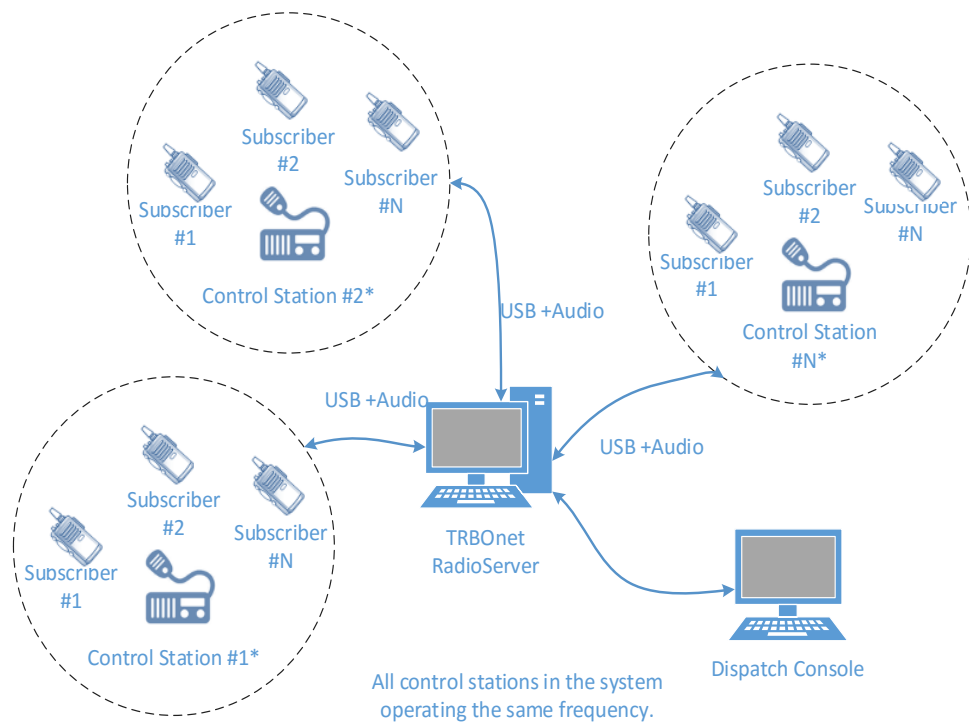 Subscriber
#1
Subscriber
#2
Subscriber
#N
Control Station #2*
USB +Audio
Subscriber
#1
Subscriber
#2
Subscriber
#N
Control Station
#N*
USB +Audio
USB +Audio
Subscriber
#1
Subscriber
#2
Subscriber
#N
Control Station #1*
TRBOnet
RadioServer
Dispatch Console
All control stations in the system
operating the same frequency.